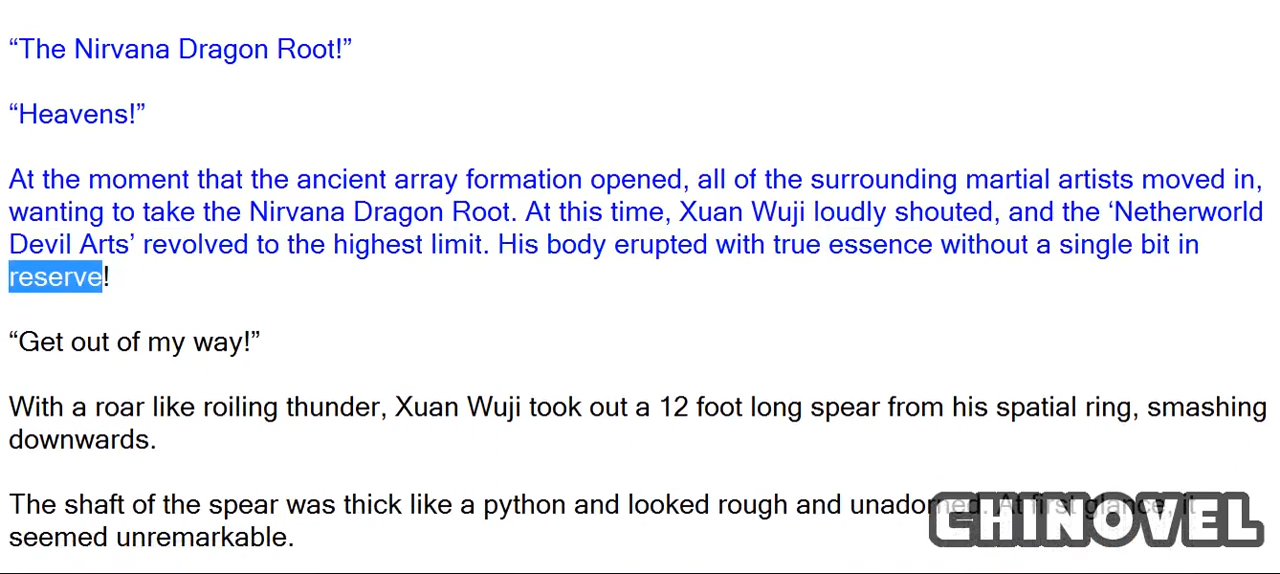 “The Nirvana Dragon Root!”
“Heavens!”
At the moment that the ancient array formation opened, all of the surrounding martial artists moved in,
wanting to take the Nirvana Dragon Root. At this time, Xuan Wuji loudly shouted, and the ‘Netherworld
Devil Arts’ revolved to the highest limit. His body erupted with true essence without a single bit in
reserve!
“Get out of my way!”
With a roar like roiling thunder, Xuan Wuji took out a 12 foot long spear from his spatial ring, smashing
downwards.
The shaft of the spear was thick like a python and looked rough and unadorned. At first glance, it
seemed unremarkable.
CHINOVEL